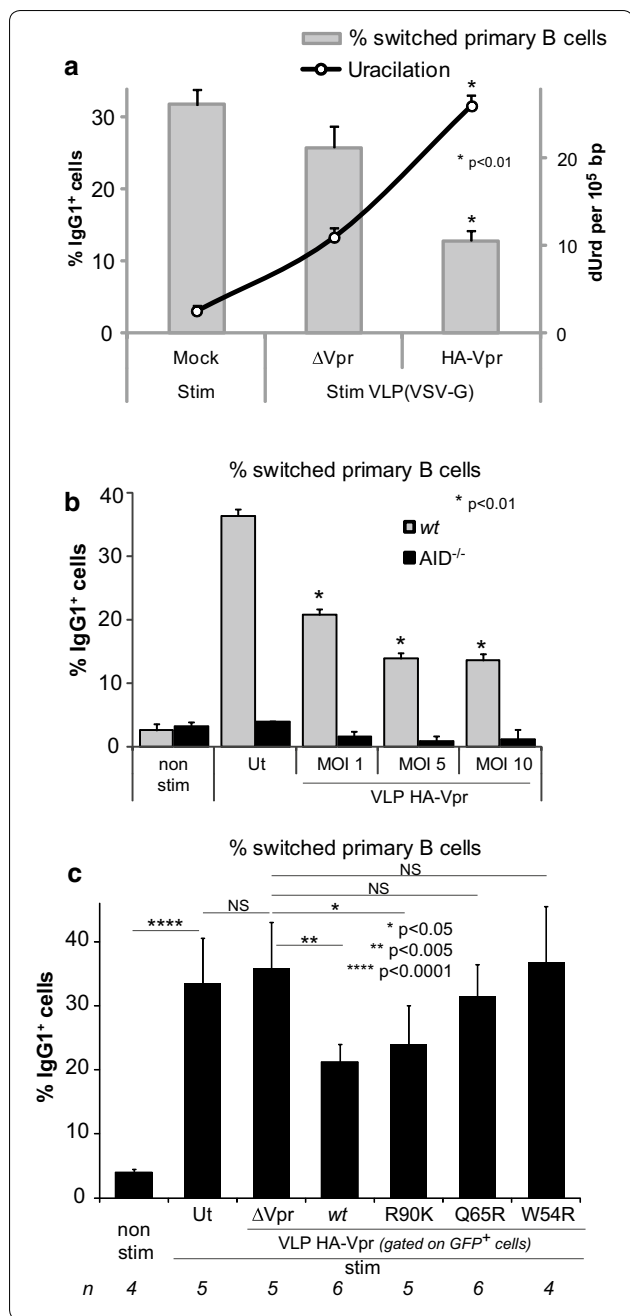 a
% switched primary B cells
Uracilation
% IgG1⁺ cells
30
20
10
0
*
*
* p<0.01
dUrd per 10⁵ bp
20
10
0
Mock
ΔVpr
HA-Vpr
Stim
Stim VLP(VSV-G)
b
% switched primary B cells
% IgG1⁺ cells
40
30
20
10
0
* p<0.01
wt
AID⁻/⁻
*
*
*
non stim
Ut
MOI 1
MOI 5
MOI 10
VLP HA-Vpr
c
% switched primary B cells
% IgG1⁺ cells
40
30
20
10
0
NS
NS
NS
*
****
**
* p<0.05
** p<0.005
**** p<0.0001
non stim
Ut
ΔVpr
wt
R90K
Q65R
W54R
VLP HA-Vpr (gated on GFP⁺ cells)
stim
n 4 5 5 6 5 6 4